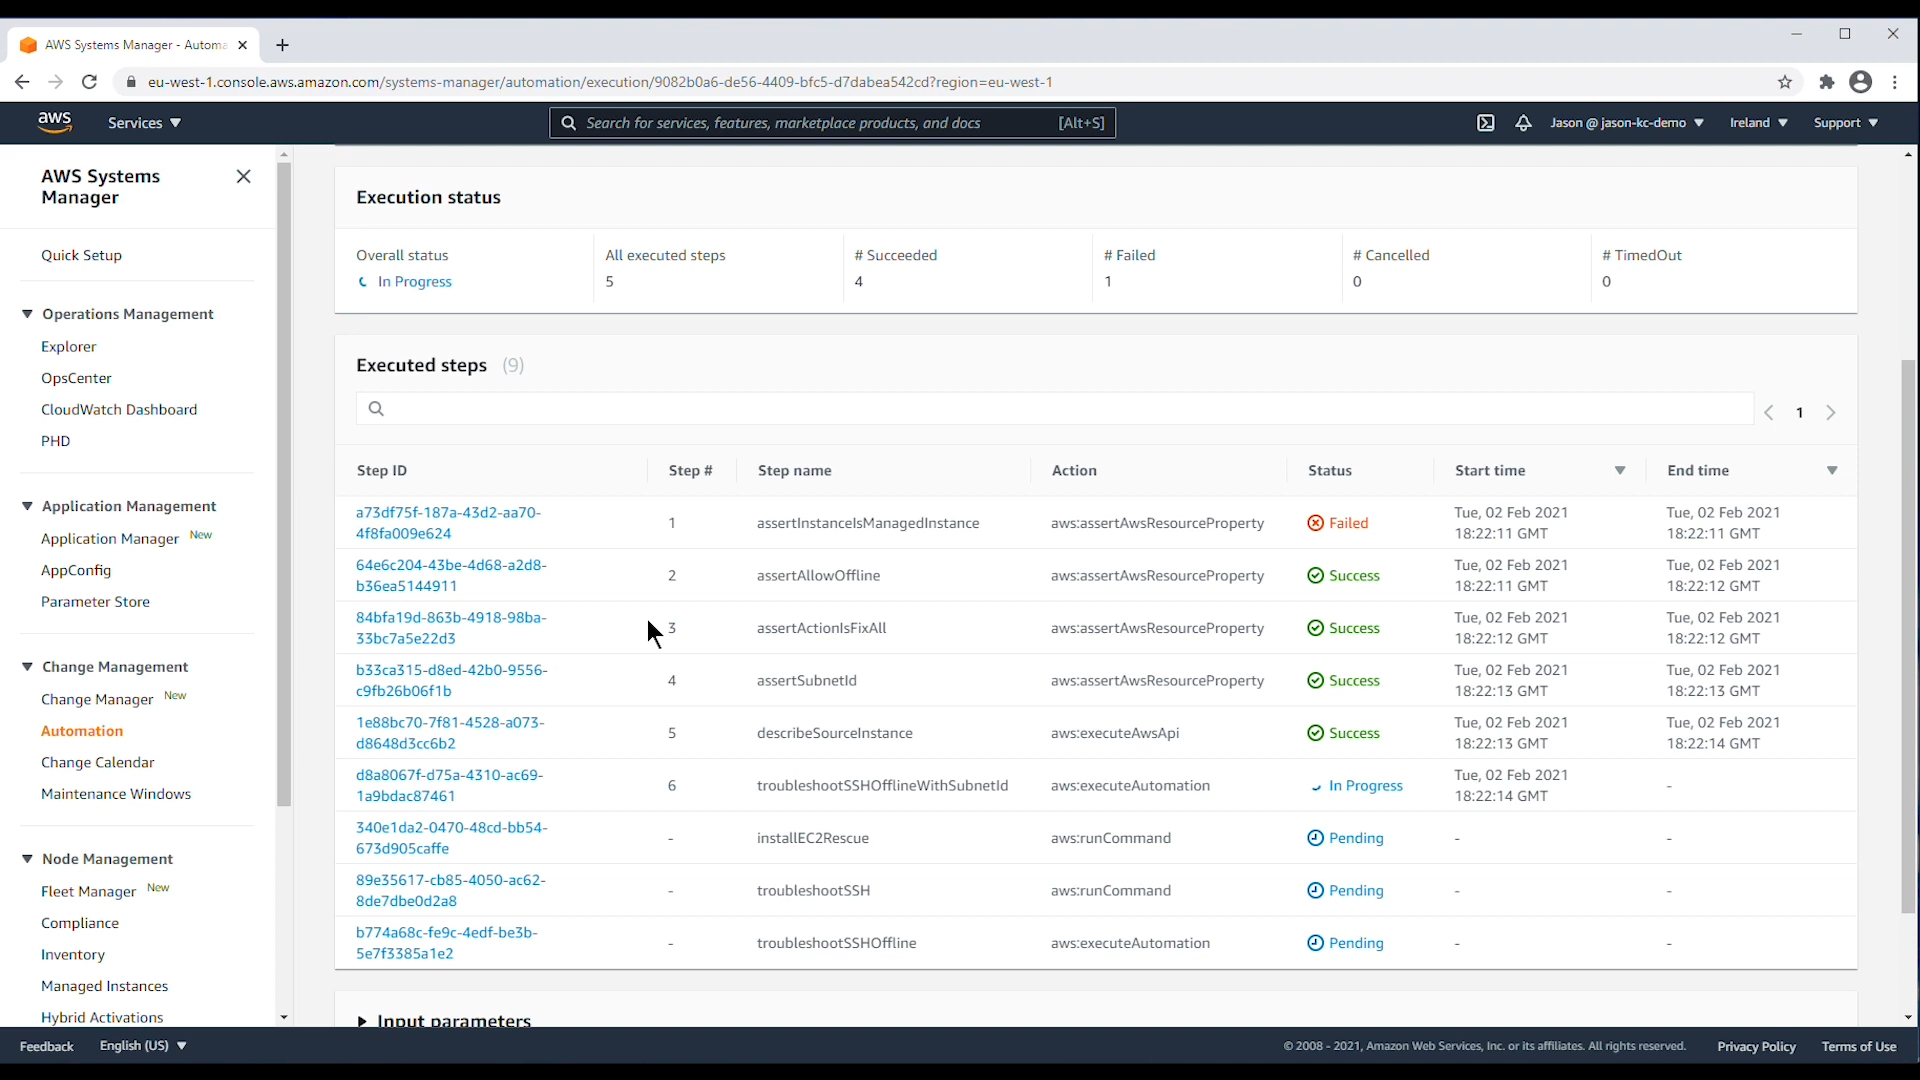 AWS Systems Manager - Automa
eu-west-1.console.aws.amazon.com/systems-manager/automation/execution/9082b0a6-de56-4409-bfc5-d7dabea542cd?region=eu-west-1
aws Services Search for services, features, marketplace products, and docs [Alt+S] Jason @ jason-kc-demo Ireland Support
AWS Systems
Manager
Quick Setup
Operations Management
Explorer
OpsCenter
CloudWatch Dashboard
PHD
Application Management
Application Manager New
AppConfig
Parameter Store
Change Management
Change Manager New
Automation
Change Calendar
Maintenance Windows
Node Management
Fleet Manager New
Compliance
Inventory
Managed Instances
Hybrid Activations
Execution status
Overall status All executed steps # Succeeded # Failed # Cancelled # TimedOut
In Progress 5 4 1 0 0
Executed steps (9)
1
Step ID Step # Step name Action Status Start time End time
a73df75f-187a-43d2-aa70- Tue, 02 Feb 2021 Tue, 02 Feb 2021
1 assertInstanceIsManagedInstance aws:assertAwsResourceProperty Failed
4f8fa009e624 18:22:11 GMT 18:22:11 GMT
64e6c204-43be-4d68-a2d8- Tue, 02 Feb 2021 Tue, 02 Feb 2021
2 assertAllowOffline aws:assertAwsResourceProperty Success
b36ea5144911 18:22:11 GMT 18:22:12 GMT
84bfa19d-863b-4918-98ba- Tue, 02 Feb 2021 Tue, 02 Feb 2021
3 assertActionIsFixAll aws:assertAwsResourceProperty Success
33bc7a5e22d3 18:22:12 GMT 18:22:12 GMT
b33ca315-d8ed-42b0-9556- Tue, 02 Feb 2021 Tue, 02 Feb 2021
4 assertSubnetId aws:assertAwsResourceProperty Success
c9fb26b06f1b 18:22:13 GMT 18:22:13 GMT
1e88bc70-7f81-4528-a073- Tue, 02 Feb 2021 Tue, 02 Feb 2021
5 describeSourceInstance aws:executeAwsApi Success
d8648d3cc6b2 18:22:13 GMT 18:22:14 GMT
d8a8067f-d75a-4310-ac69- Tue, 02 Feb 2021
6 troubleshootSSHOfflineWithSubnetId aws:executeAutomation In Progress -
1a9bdac87461 18:22:14 GMT
340e1da2-0470-48cd-bb54-
- installEC2Rescue aws:runCommand Pending - -
673d905caffe
89e35617-cb85-4050-ac62-
- troubleshootSSH aws:runCommand Pending - -
8de7dbe0d2a8
b774a68c-fe9c-4edf-be3b-
- troubleshootSSHOffline aws:executeAutomation Pending - -
5e7f3385a1e2
Input parameters
Feedback English (US) © 2008 - 2021, Amazon Web Services, Inc. or its affiliates. All rights reserved. Privacy Policy Terms of Use